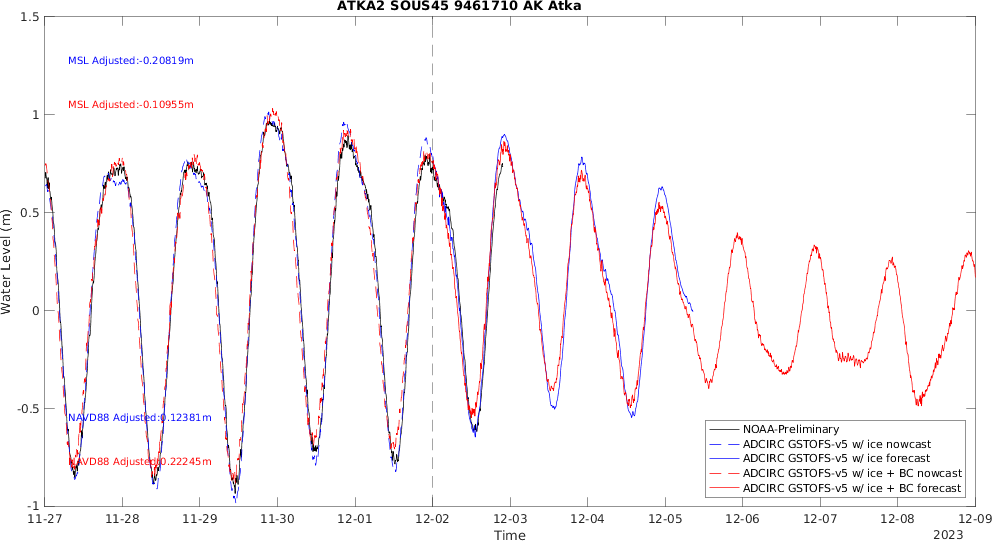 ATKA2 SOUS45 9461710 AK Atka
1.5
MSL Adjusted:-0.20819m
MSL Adjusted:-0.10955m
1
0.5
Water Level (m)
0
-0.5
NAVD88 Adjusted:0.12381m
NAVD88 Adjusted:0.22245m
-1
NOAA-Preliminary
ADCIRC GSTOFS-v5 w/ ice nowcast
ADCIRC GSTOFS-v5 w/ ice forecast
ADCIRC GSTOFS-v5 w/ ice + BC nowcast
ADCIRC GSTOFS-v5 w/ ice + BC forecast
11-27 11-28 11-29 11-30 12-01 12-02 12-03 12-04 12-05 12-06 12-07 12-08 12-09
Time
2023